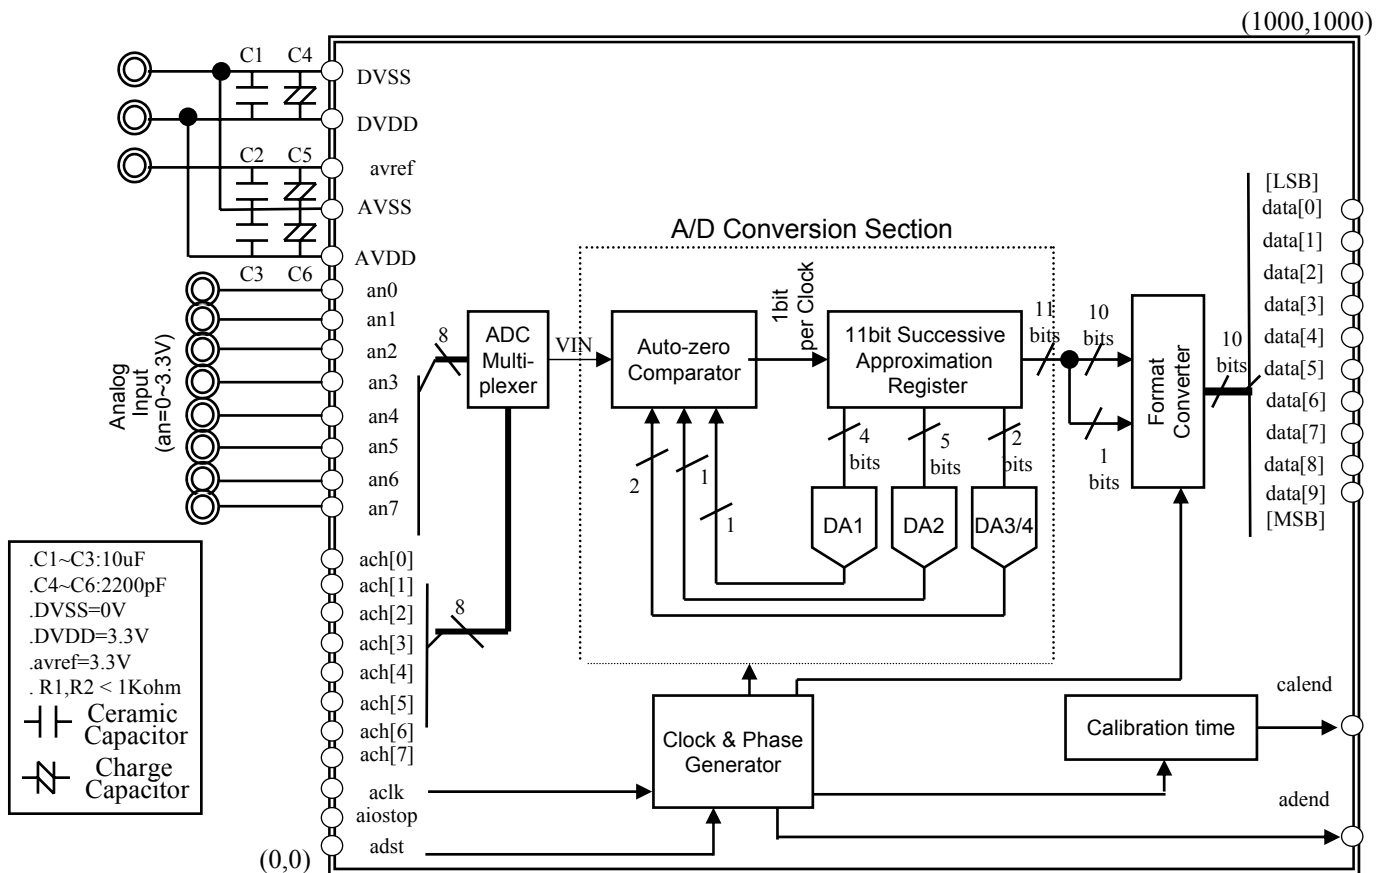 (1000,1000)
C1
C4
DVSS
DVDD
C2
C5
avref
AVSS
AVDD
C3
C6
an0
an1
an2
an3
an4
an5
an6
an7
Analog
Input
(an=0~3.3V)
ach[0]
ach[1]
ach[2]
ach[3]
ach[4]
ach[5]
ach[6]
ach[7]
aclk
aiostop
adst
(0,0)
8
8
ADC
Multi-
plexer
VIN
A/D Conversion Section
Auto-zero
Comparator
1bit
per Clock
11bit Successive
Approximation
Register
11
bits
10
bits
1
bits
4
bits
5
bits
2
bits
2
1
1
DA1
DA2
DA3/4
Format
Converter
10
bits
[LSB]
data[0]
data[1]
data[2]
data[3]
data[4]
data[5]
data[6]
data[7]
data[8]
data[9]
[MSB]
Clock & Phase
Generator
Calibration time
calend
adend
.C1~C3:10uF
.C4~C6:2200pF
.DVSS=0V
.DVDD=3.3V
.avref=3.3V
. R1,R2 < 1Kohm
Ceramic
Capacitor
Charge
Capacitor